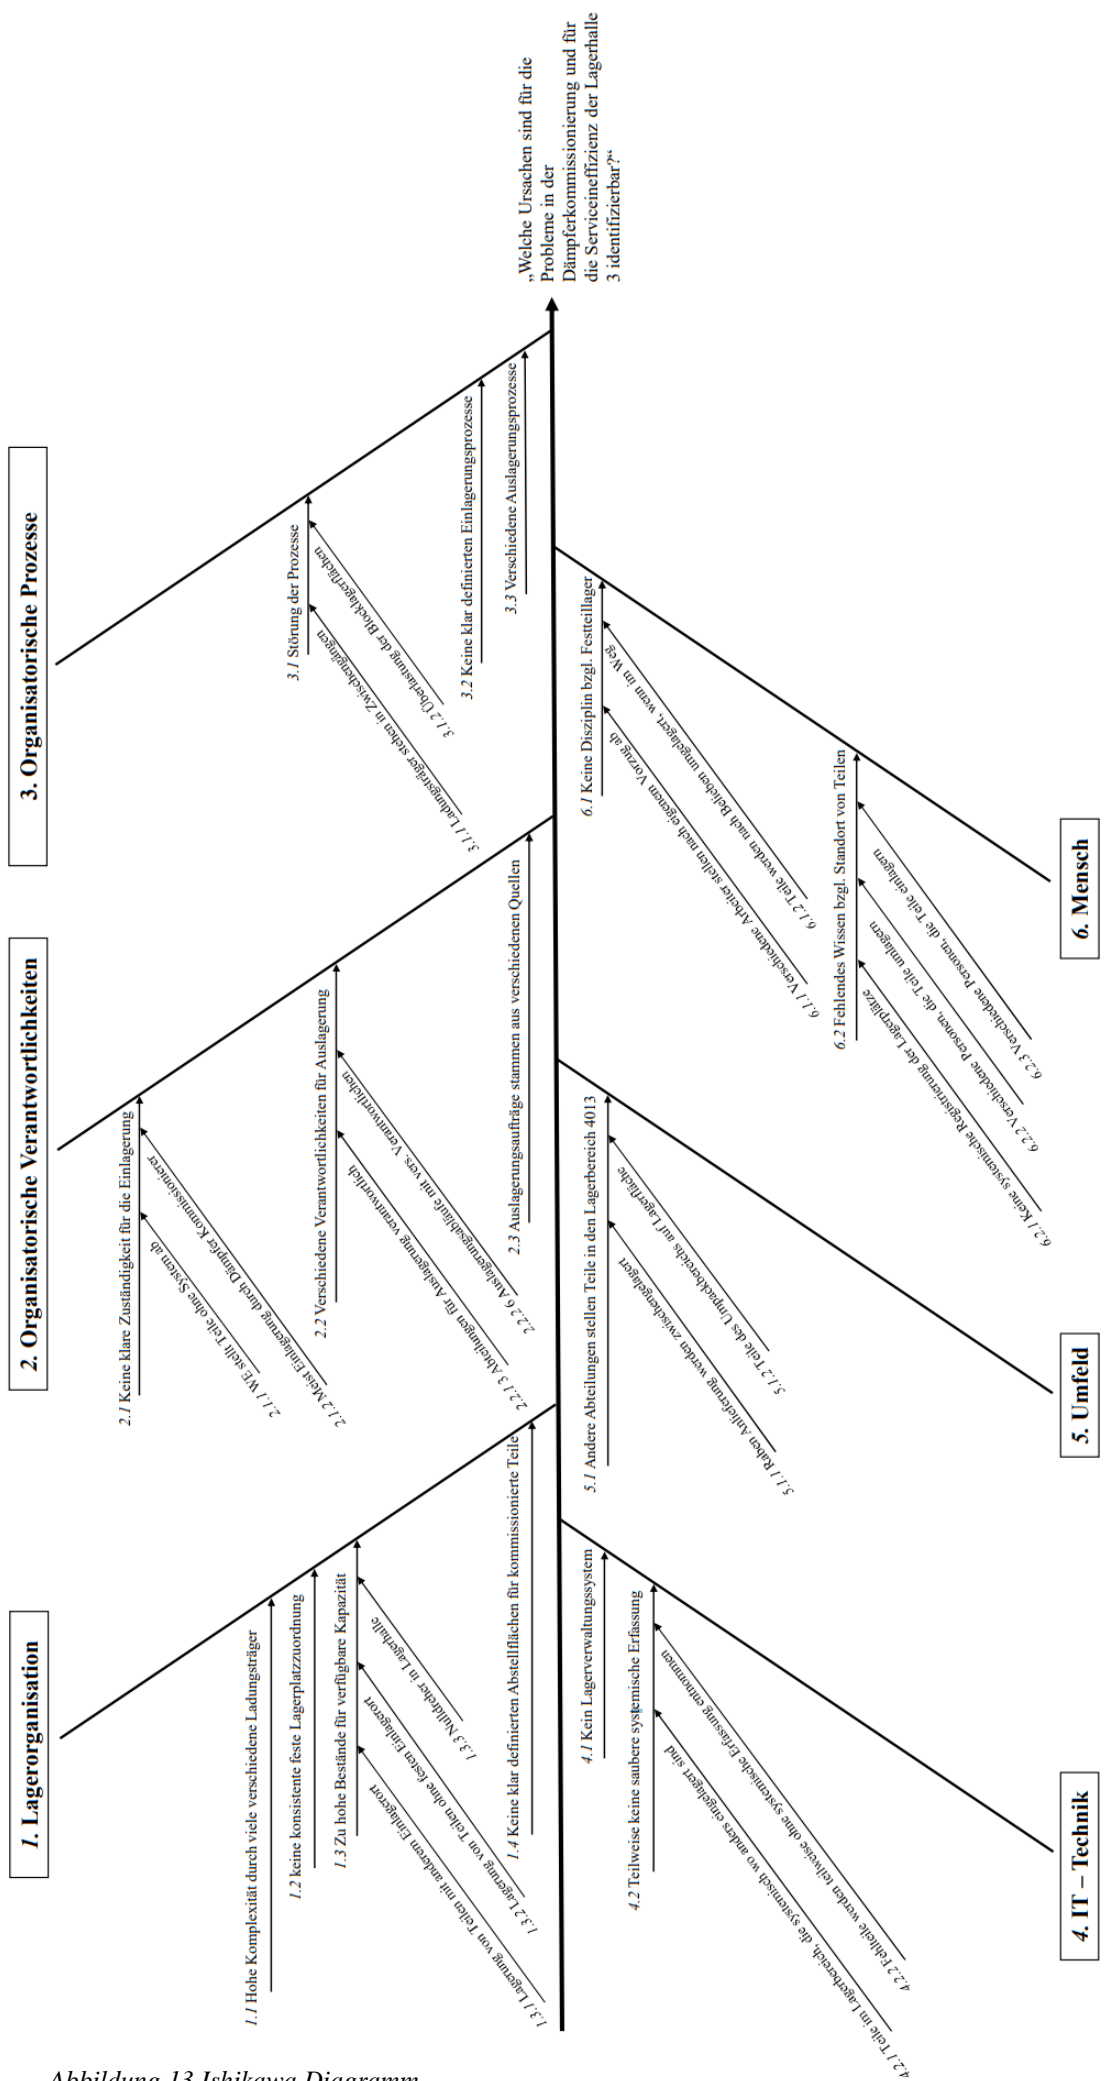 1. Lagerorganisation
1.1 Hohe Komplexität durch viele verschiedene Ladungsträger
1.2 keine konsistente feste Lagerplatzzuordnung
1.3 Zu hohe Bestände für verfügbare Kapazität
1.3.1 Lagerung von Teilen mit anderem Einlagerort
1.3.2 Lagerung von Teilen ohne festen Einlagerort
1.3.3 Nulldreher in Lagerhalle
1.4 Keine klar definierten Abstellflächen für kommissionierte Teile
2. Organisatorische Verantwortlichkeiten
2.1 Keine klare Zuständigkeit für die Einlagerung
2.1.1 WE stellt Teile ohne System ab
2.1.2 Meist Einlagerung durch Dämpfer Kommissionierer
2.2 Verschiedene Verantwortlichkeiten für Auslagerung
2.2.1 3 Abteilungen für Auslagerung verantwortlich
2.2.2 6 Auslagerungsabläufe mit vers. Verantwortlichen
2.3 Auslagerungsaufträge stammen aus verschiedenen Quellen
3. Organisatorische Prozesse
3.1 Störung der Prozesse
3.1.1 Ladungsträger stehen in Zwischengängen
3.1.2 Überlastung der Blocklagerflächen
3.2 Keine klar definierten Einlagerungsprozesse
3.3 Verschiedene Auslagerungsprozesse
„Welche Ursachen sind für die
Probleme in der
Dämpferkommissionierung und für
die Serviceineffizienz der Lagerhalle
3 identifizierbar?“
4. IT – Technik
4.1 Kein Lagerverwaltungssystem
4.2 Teilweise keine saubere systemische Erfassung
4.2.1 Teile im Lagerbereich, die systemisch wo anders eingelagert sind
4.2.2 Fehlteile werden teilweise ohne systemische Erfassung entnommen
5. Umfeld
5.1 Andere Abteilungen stellen Teile in den Lagerbereich 4013
5.1.1 Raben Anlieferung werden zwischengelagert
5.1.2 Teile des Umpackbereichs auf Lagerfläche
6. Mensch
6.1 Keine Disziplin bzgl. Festteillager
6.1.1 Verschiedene Arbeiter stellen nach eigenem Vorzug ab
6.1.2 Teile werden nach Belieben umgelagert, wenn im Weg
6.2 Fehlendes Wissen bzgl. Standort von Teilen
6.2.1 Keine systemische Registrierung der Lagerplätze
6.2.2 Verschiedene Personen, die Teile umlagern
6.2.3 Verschiedene Personen, die Teile einlagern
Abbildung 13 Ishikawa Diagramm